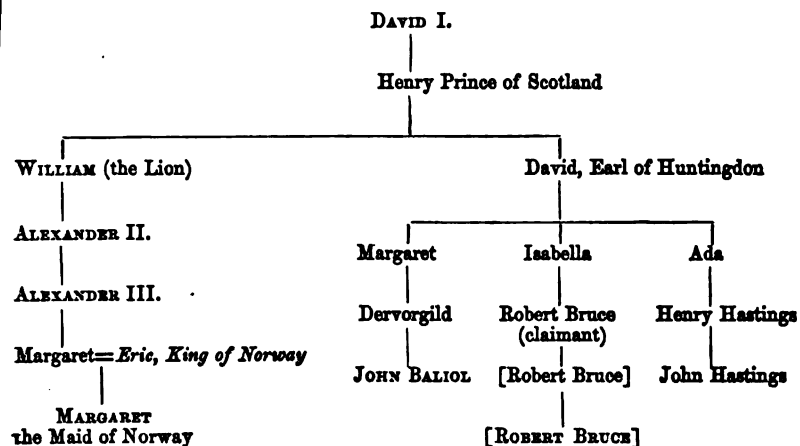 DAVID I.
Henry Prince of Scotland
WILLIAM (the Lion)
David, Earl of Huntingdon
ALEXANDER II.
Margaret
Isabella
Ada
ALEXANDER III.
Dervorgild
Robert Bruce
(claimant)
Henry Hastings
Margaret=Eric, King of Norway
JOHN BALIOL
[Robert Bruce]
John Hastings
MARGARET
the Maid of Norway
[ROBERT BRUCE]